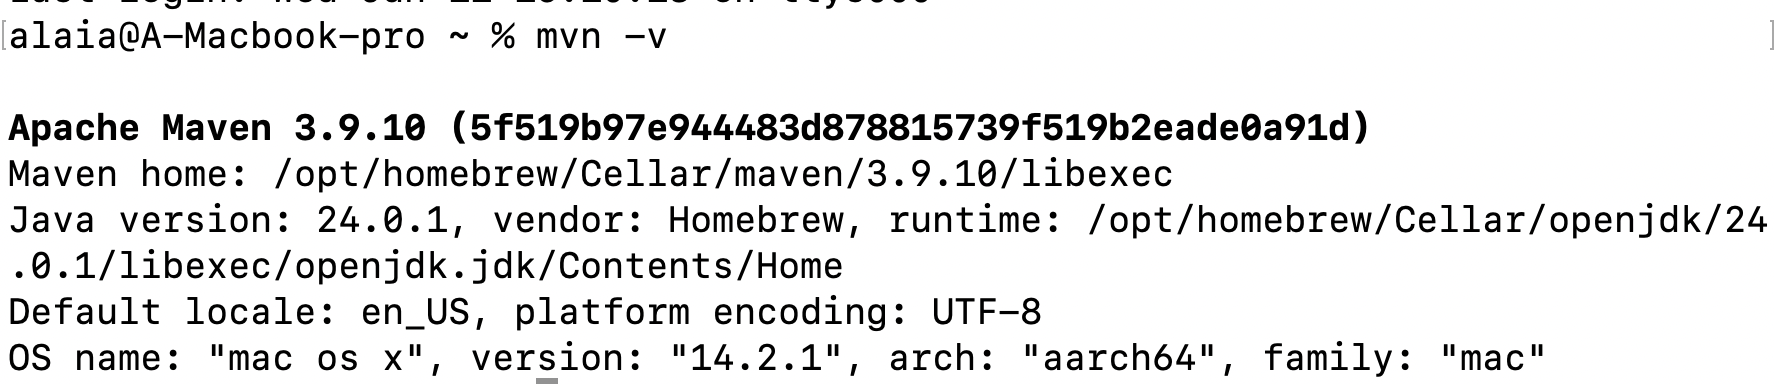 [alaia@A-Macbook-pro ~ % mvn -v ]
Apache Maven 3.9.10 (5f519b97e944483d878815739f519b2eade0a91d)
Maven home: /opt/homebrew/Cellar/maven/3.9.10/libexec
Java version: 24.0.1, vendor: Homebrew, runtime: /opt/homebrew/Cellar/openjdk/24
.0.1/libexec/openjdk.jdk/Contents/Home
Default locale: en_US, platform encoding: UTF-8
OS name: "mac os x", version: "14.2.1", arch: "aarch64", family: "mac"